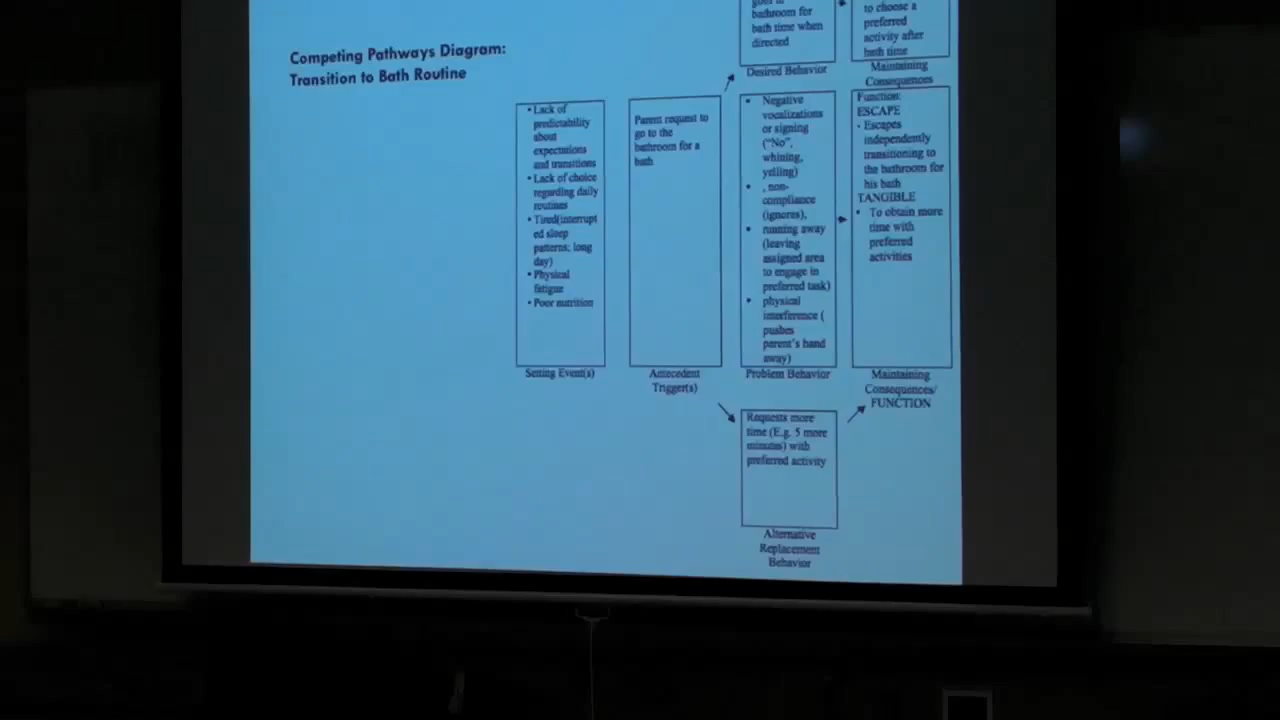 Competing Pathways Diagram:
Transition to Bath Routine
bathroom for
bath time when
directed
Desired Behavior
to choose a
preferred
activity after
bath time
Maintaining
Consequences
• Lack of
predictability
about
expectations
and transitions
• Lack of choice
regarding daily
routines
• Tired(interrupt
ed sleep
patterns; long
day)
• Physical
fatigue
• Poor nutrition
Setting Event(s)
Parent request to
go to the
bathroom for a
bath
Antecedent
Trigger(s)
• Negative
vocalizations
or signing
("No",
whining,
yelling)
• , non-
compliance
(ignores),
• running away
(leaving
assigned area
to engage in
preferred task)
• physical
interference (
pushes
parent's hand
away)
Problem Behavior
Function:
ESCAPE
• Escapes
independently
transitioning to
the bathroom for
his bath
TANGIBLE
• To obtain more
time with
preferred
activities
Maintaining
Consequences/
FUNCTION
Requests more
time (E.g. 5 more
minutes) with
preferred activity
Alternative
Replacement
Behavior